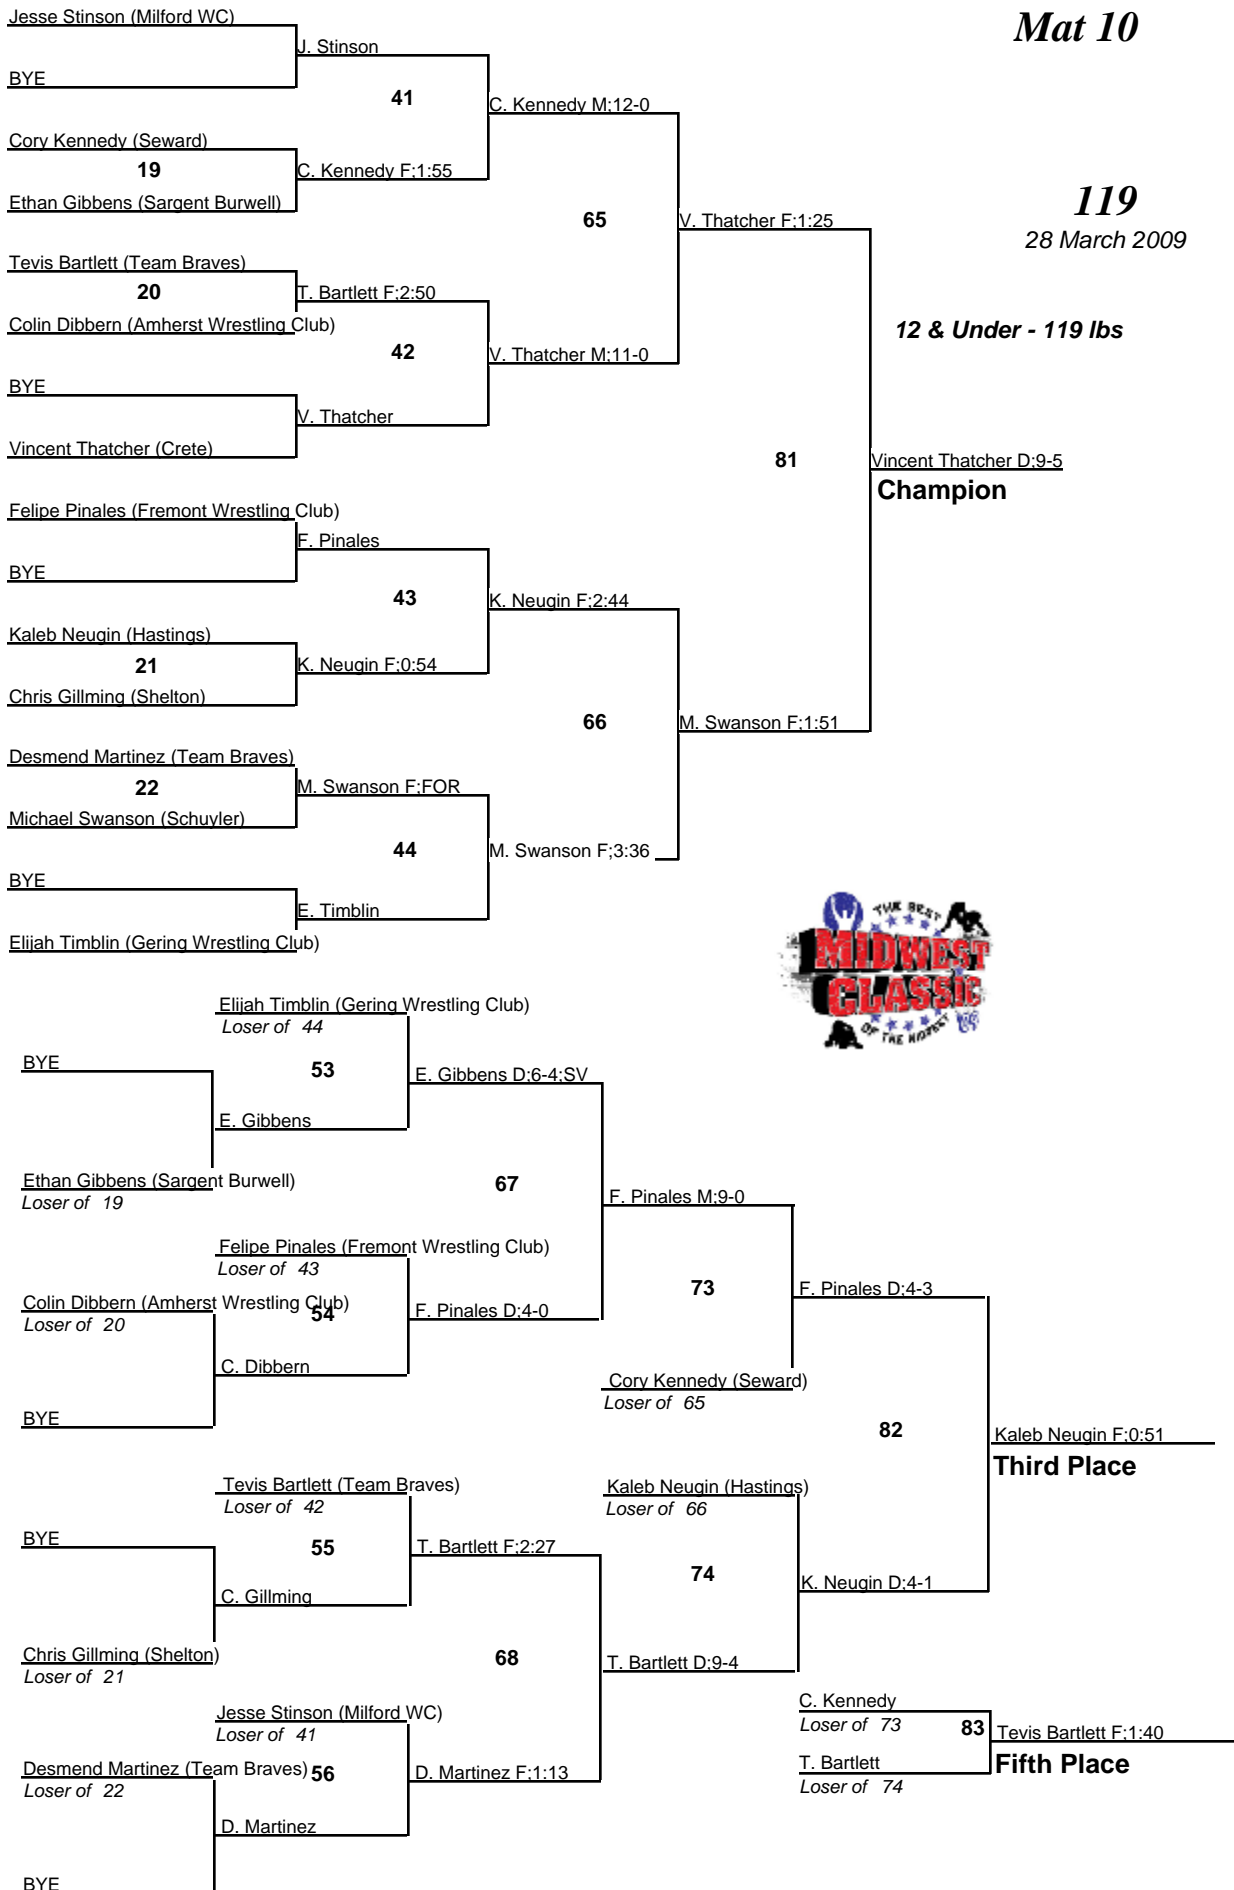 Jesse Stinson (Milford WC)
Mat 10
J. Stinson
BYE
41
C. Kennedy M;12-0
Cory Kennedy (Seward)
19
C. Kennedy F;1:55
Ethan Gibbens (Sargent Burwell)
119
65
V. Thatcher F;1:25
28 March 2009
Tevis Bartlett (Team Braves)
20
T. Bartlett F;2:50
Colin Dibbern (Amherst Wrestling Club)
12 & Under - 119 lbs
42
V. Thatcher M;11-0
BYE
V. Thatcher
Vincent Thatcher (Crete)
81
Vincent Thatcher D;9-5
Champion
Felipe Pinales (Fremont Wrestling Club)
F. Pinales
BYE
43
K. Neugin F;2:44
Kaleb Neugin (Hastings)
21
K. Neugin F;0:54
Chris Gillming (Shelton)
66
M. Swanson F;1:51
Desmend Martinez (Team Braves)
22
M. Swanson F;FOR
Michael Swanson (Schuyler)
44
M. Swanson F;3:36
BYE
E. Timblin
Elijah Timblin (Gering Wrestling Club)
THE BEST
MIDWEST
CLASSIC
OF THE MIDWEST
Elijah Timblin (Gering Wrestling Club)
Loser of 44
BYE
53
E. Gibbens D;6-4;SV
E. Gibbens
Ethan Gibbens (Sargent Burwell)
Loser of 19
67
F. Pinales M;9-0
Felipe Pinales (Fremont Wrestling Club)
Loser of 43
73
F. Pinales D;4-3
Colin Dibbern (Amherst Wrestling Club)
54
Loser of 20
F. Pinales D;4-0
C. Dibbern
Cory Kennedy (Seward)
Loser of 65
BYE
82
Kaleb Neugin F;0:51
Third Place
Tevis Bartlett (Team Braves)
Loser of 42
Kaleb Neugin (Hastings)
Loser of 66
BYE
55
T. Bartlett F;2:27
74
K. Neugin D;4-1
C. Gillming
Chris Gillming (Shelton)
Loser of 21
68
T. Bartlett D;9-4
Jesse Stinson (Milford WC)
Loser of 41
C. Kennedy
Loser of 73
83
Tevis Bartlett F;1:40
Fifth Place
T. Bartlett
Loser of 74
Desmend Martinez (Team Braves)
56
Loser of 22
D. Martinez F;1:13
D. Martinez
BYE